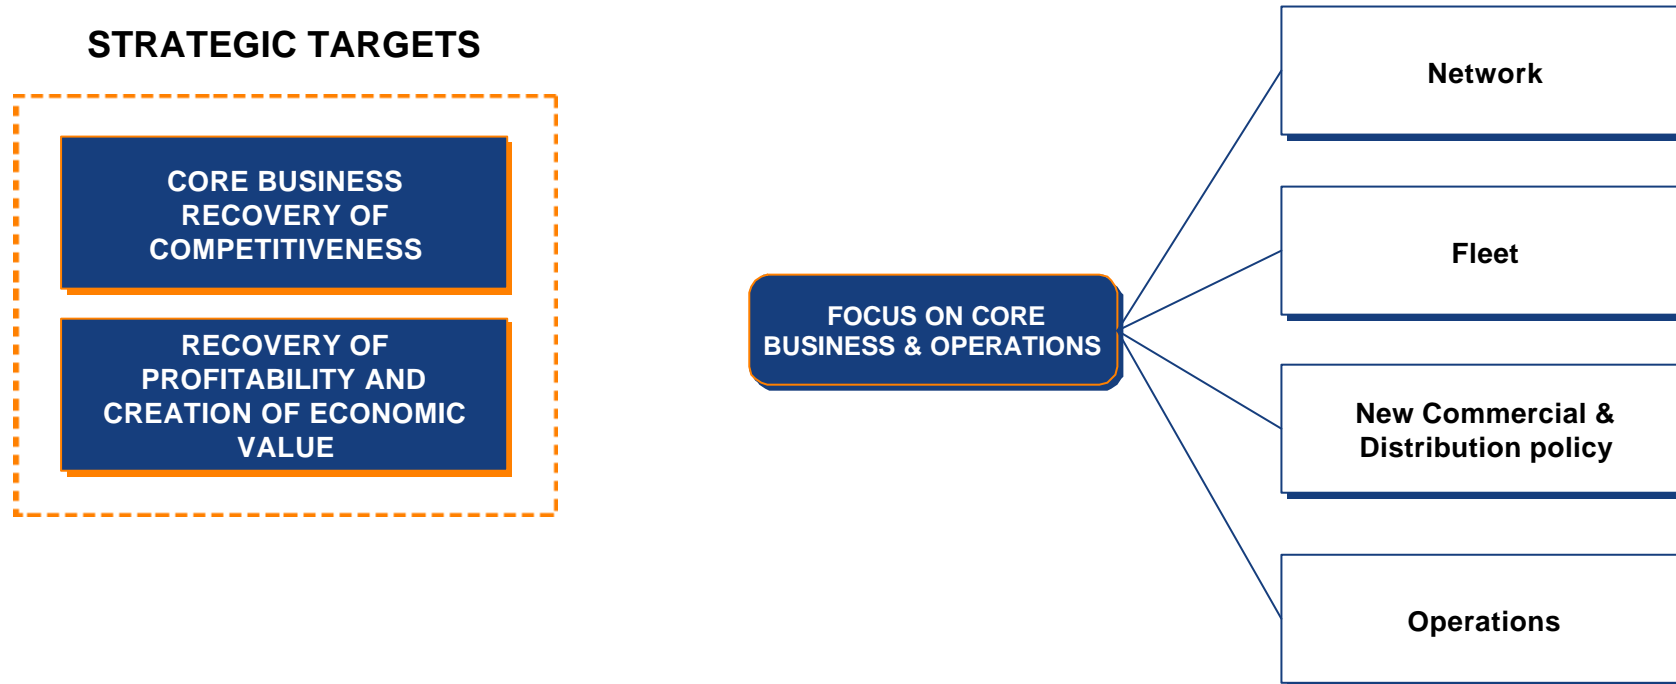 STRATEGIC TARGETS
CORE BUSINESS
RECOVERY OF
COMPETITIVENESS
RECOVERY OF
PROFITABILITY AND
CREATION OF ECONOMIC
VALUE
FOCUS ON CORE
BUSINESS & OPERATIONS
Network
Fleet
New Commercial &
Distribution policy
Operations